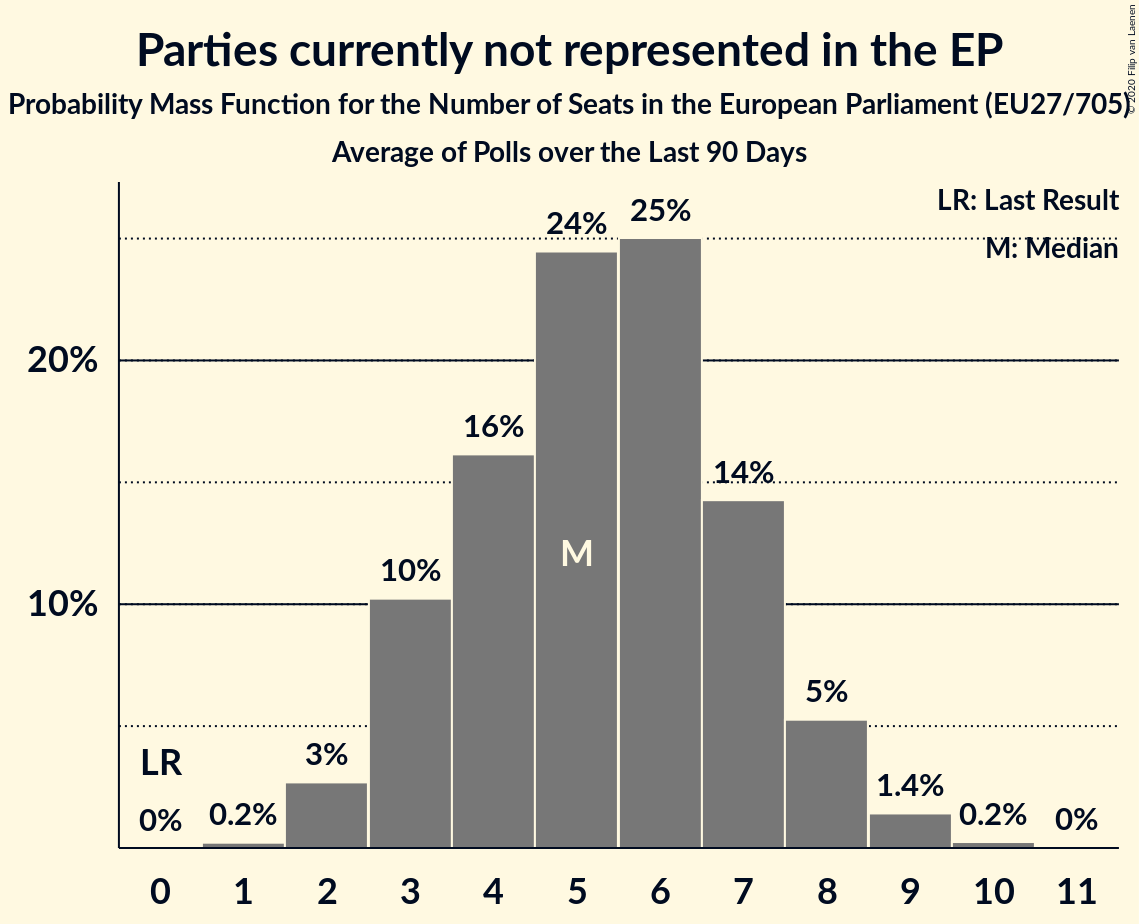 Parties currently not represented in the EP
Probability Mass Function for the Number of Seats in the European Parliament (EU27/705)
Average of Polls over the Last 90 Days
© 2020 Filip van Laenen
LR: Last Result
M: Median
20%
10%
LR
0%
0.2%
3%
10%
16%
24%
M
25%
14%
5%
1.4%
0.2%
0%
0 1 2 3 4 5 6 7 8 9 10 11